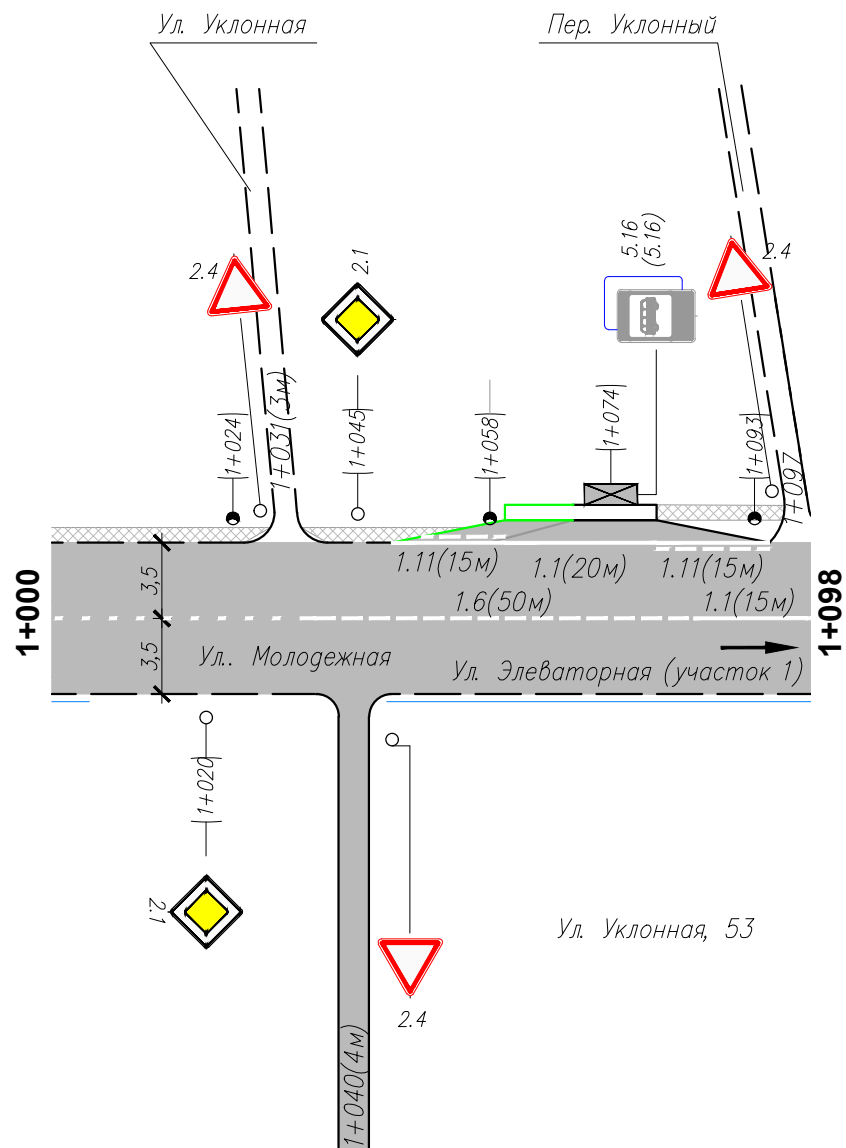 Ул. Уклонная
Пер. Уклонный
2.4
2.1
5.16
(5.16)
2.4
1+024
1+031(3м)
1+045
1+058
1+074
1+093
1+097
1+000
3,5
3,5
1.11(15м)
1.1(20м)
1.11(15м)
1.6(50м)
1.1(15м)
1+098
Ул.. Молодежная
Ул. Элеваторная (участок 1)
1+020
2.1
Ул. Уклонная, 53
2.4
1+040(4м)